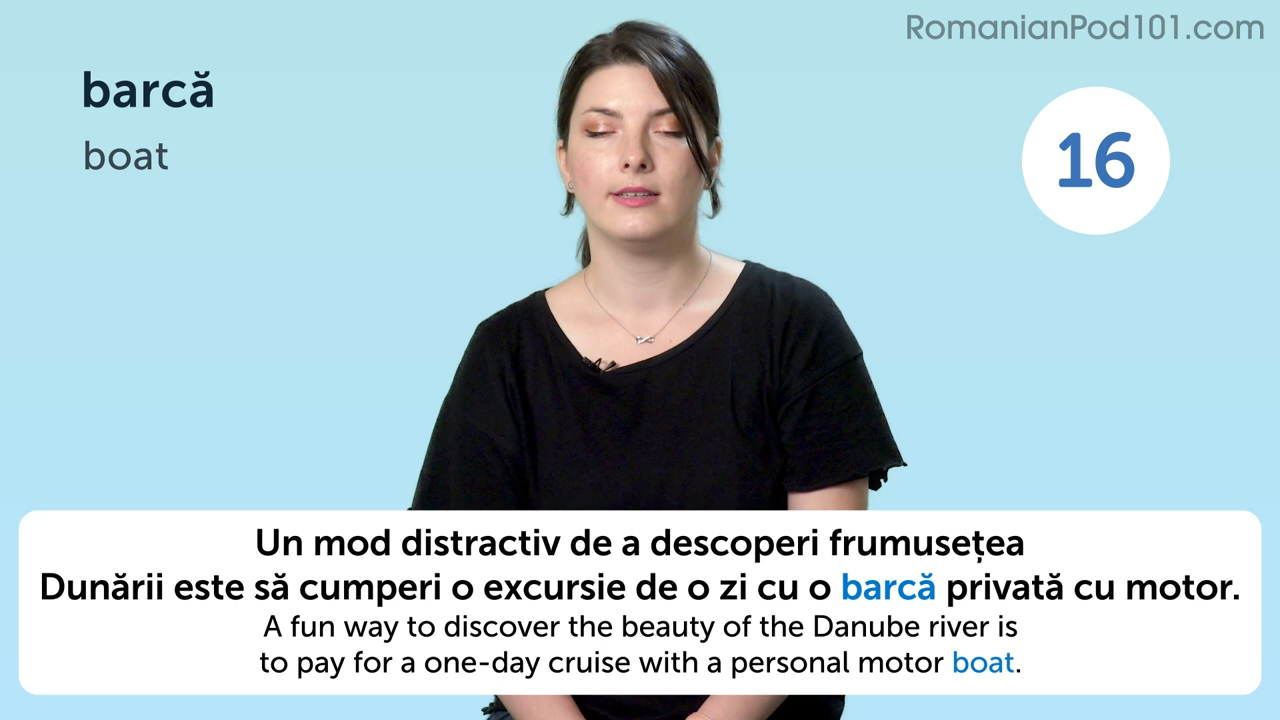 RomanianPod101.com
barcă
boat
16
Un mod distractiv de a descoperi frumusețea
Dunării este să cumperi o excursie de o zi cu o barcă privată cu motor.
A fun way to discover the beauty of the Danube river is
to pay for a one-day cruise with a personal motor boat.